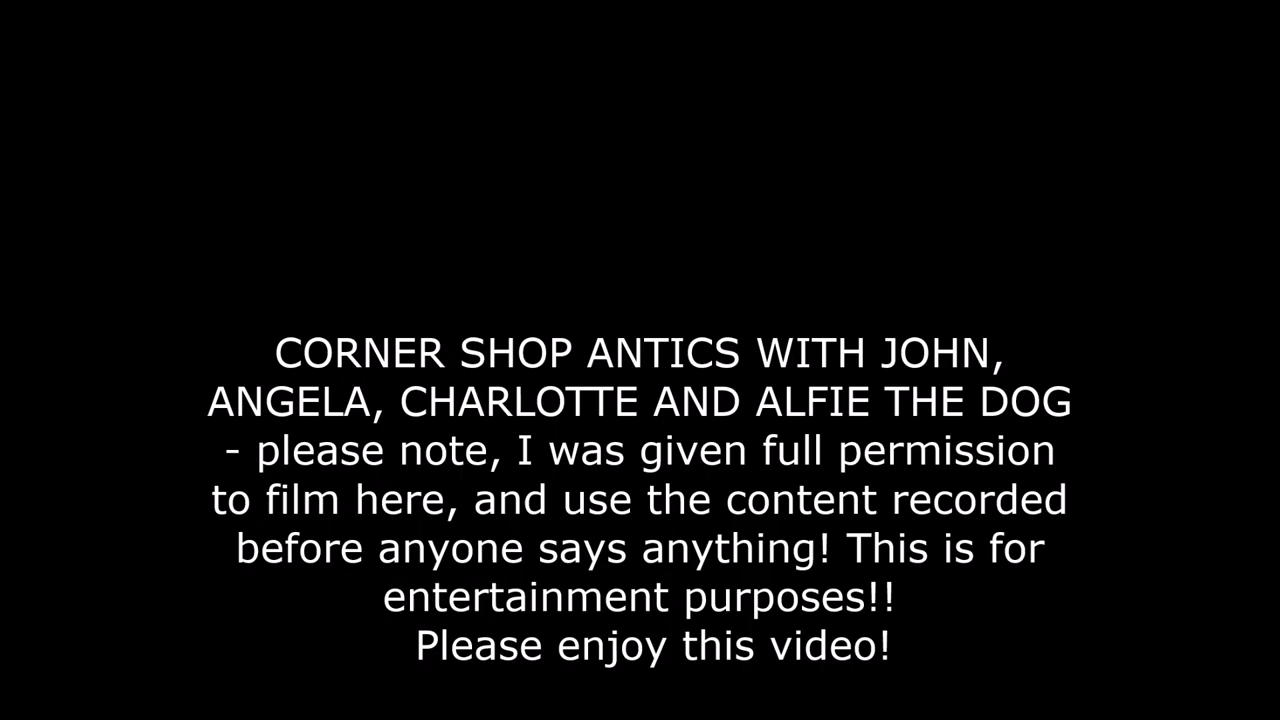 CORNER SHOP ANTICS WITH JOHN,
ANGELA, CHARLOTTE AND ALFIE THE DOG
- please note, I was given full permission
to film here, and use the content recorded
before anyone says anything! This is for
entertainment purposes!!
Please enjoy this video!